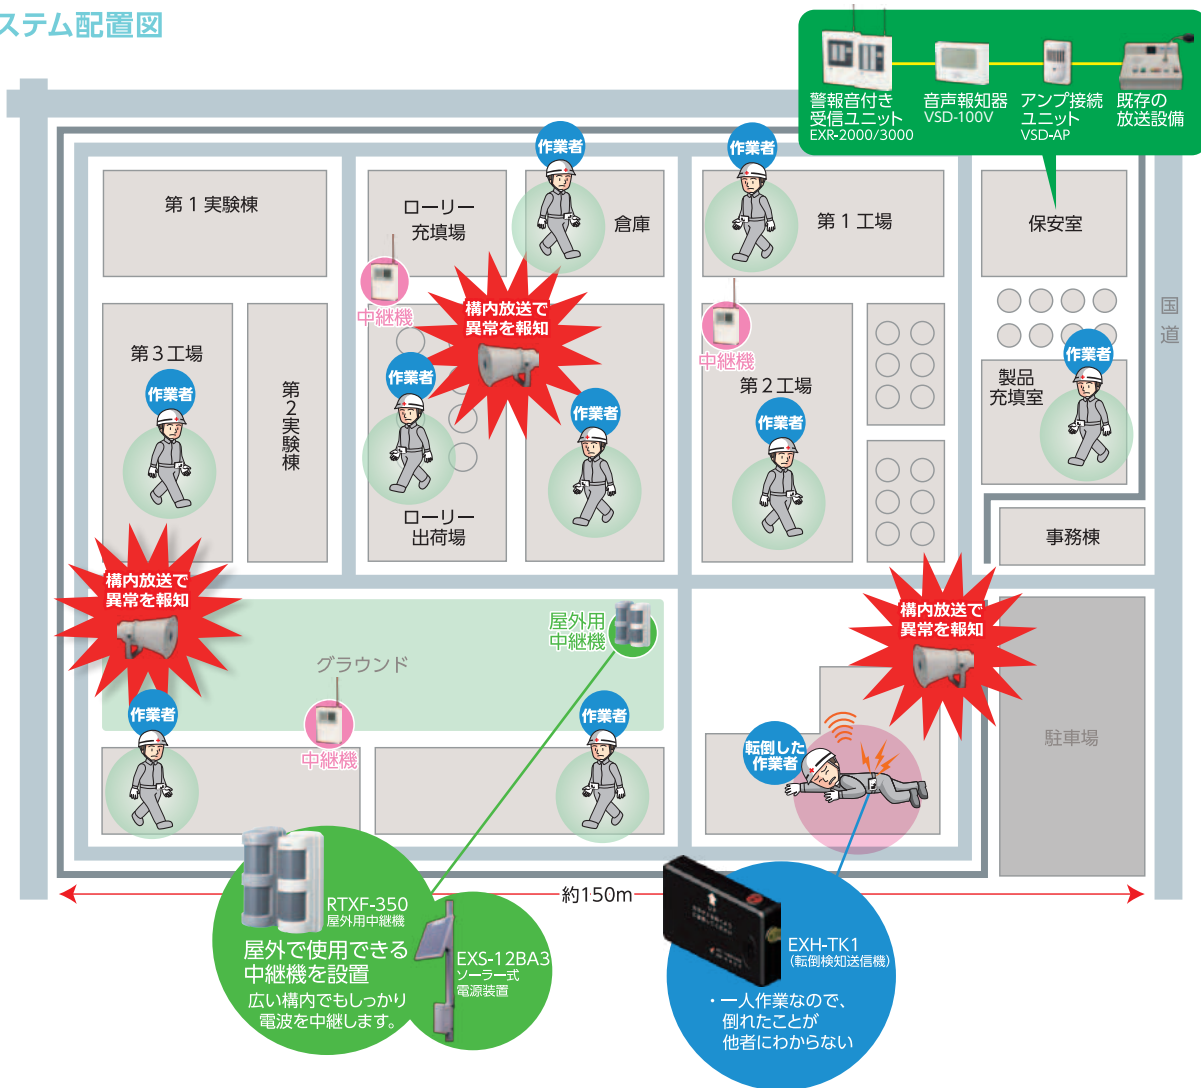 ステム配置図
警報音付き
受信ユニット
EXR-2000/3000
音声報知器
VSD-100V
アンプ接続
ユニット
VSD-AP
既存の
放送設備
作業者
作業者
第1実験棟
ローリー
充填場
倉庫
第1工場
保安室
中継機
構内放送で
異常を報知
中継機
国道
第3工場
作業者
第2実験棟
作業者
作業者
第2工場
作業者
作業者
製品
充填室
ローリー
出荷場
事務棟
構内放送で
異常を報知
構内放送で
異常を報知
屋外用
中継機
グラウンド
作業者
中継機
作業者
転倒した
作業者
駐車場
約150m
RTXF-350
屋外用中継機
屋外で使用できる
中継機を設置
広い構内でもしっかり
電波を中継します。
EXS-12BA3
ソーラー式
電源装置
EXH-TK1
(転倒検知送信機)
・一人作業なので、
倒れたことが
他者にわからない